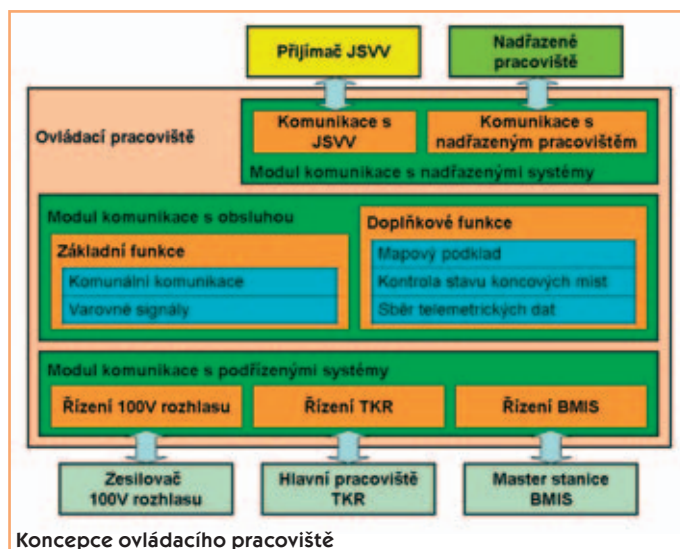 Přijímač JSVV
Nadřazené
pracoviště
Ovládací pracoviště
Komunikace s
JSVV
Komunikace s
nadřazeným pracovištěm
Modul komunikace s nadřazenými systémy
Modul komunikace s obsluhou
Základní funkce
Komunální komunikace
Varovné signály
Doplňkové funkce
Mapový podklad
Kontrola stavu koncových míst
Sběr telemetrických dat
Modul komunikace s podřízenými systémy
Řízení 100V rozhlasu
Řízení TKR
Řízení BMIS
Zesilovač
100V rozhlasu
Hlavní pracoviště
TKR
Master stanice
BMIS
Koncepce ovládacího pracoviště